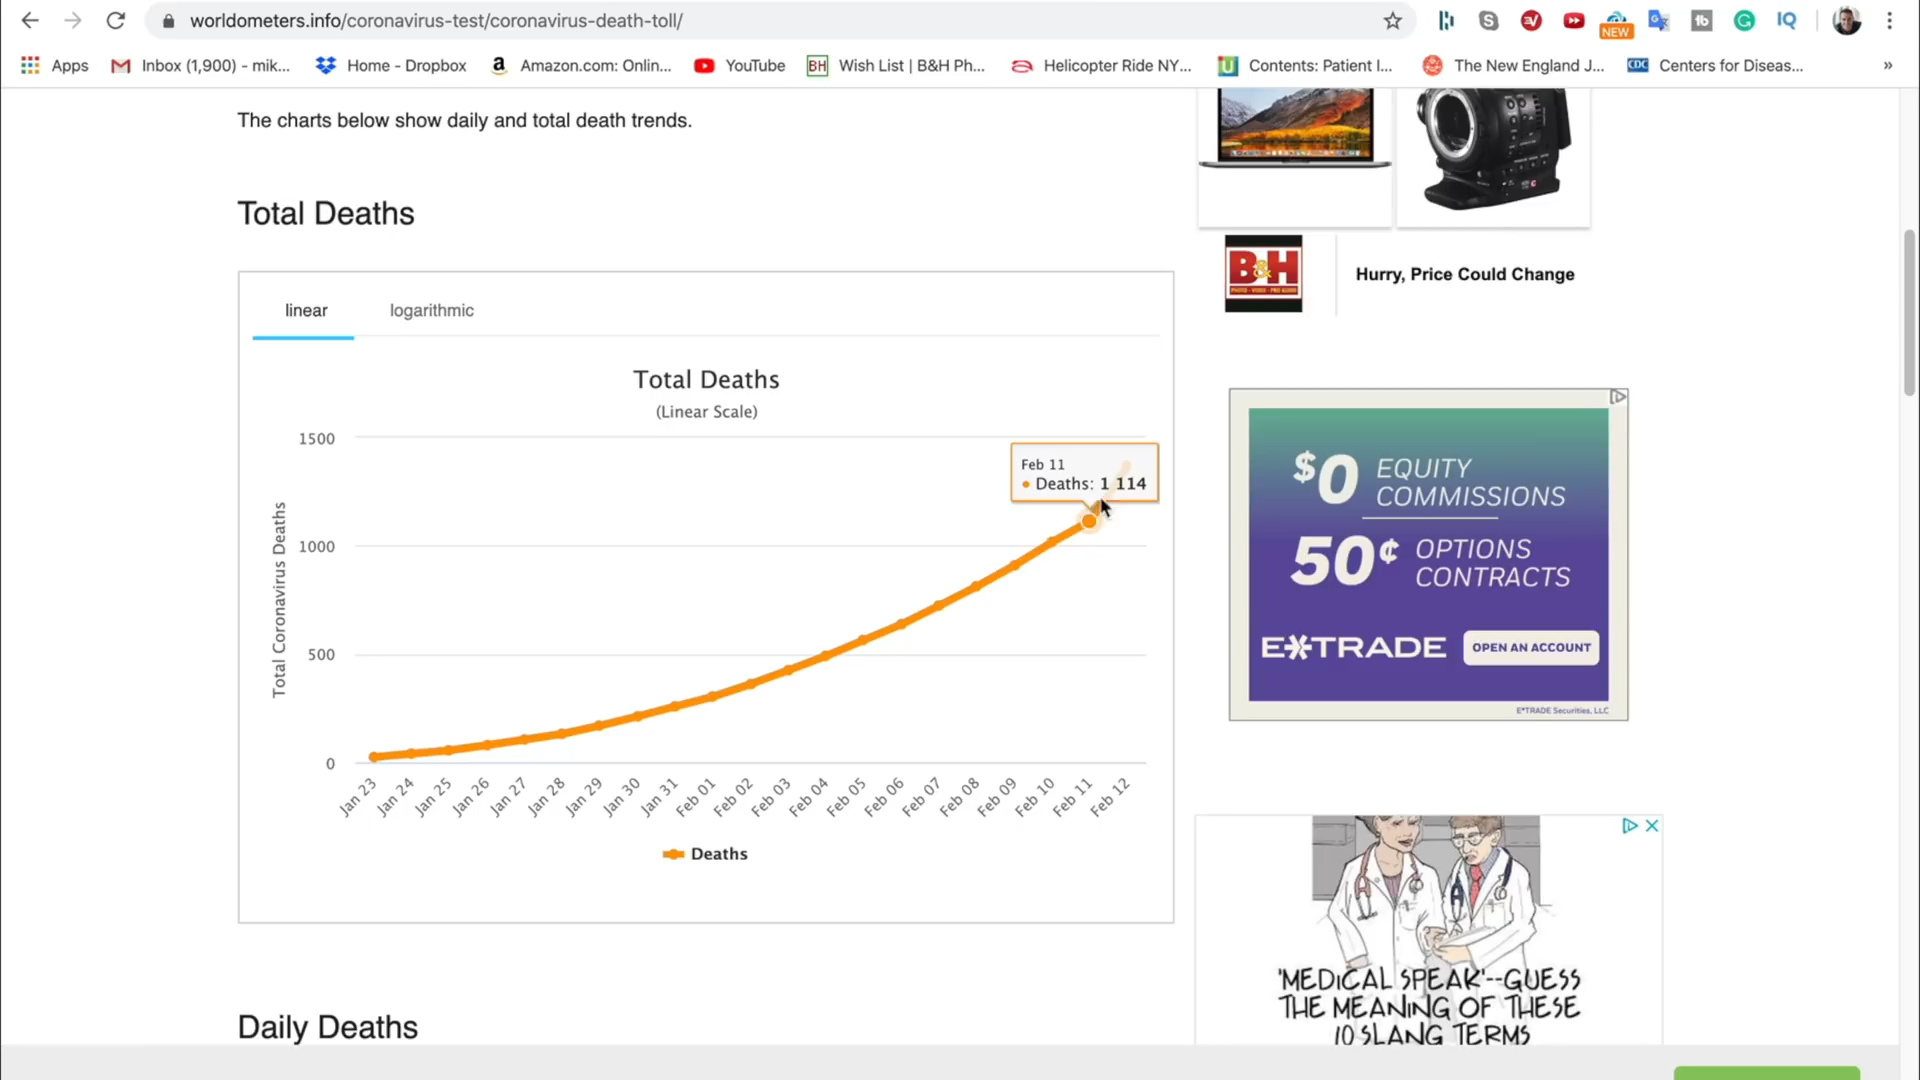 worldometers.info/coronavirus-test/coronavirus-death-toll/
NEW
tb
IQ
Apps
Inbox (1,900) - mik...
Home - Dropbox
Amazon.com: Onlin...
YouTube
BH
Wish List | B&H Ph...
Helicopter Ride NY...
Contents: Patient I...
The New England J...
CDC
Centers for Diseas...
»
The charts below show daily and total death trends.
Total Deaths
linear
logarithmic
Total Deaths
(Linear Scale)
Total Coronavirus Deaths
1500
1000
500
0
Feb 11
Deaths: 1 114
Jan 23
Jan 24
Jan 25
Jan 26
Jan 27
Jan 28
Jan 29
Jan 30
Jan 31
Feb 01
Feb 02
Feb 03
Feb 04
Feb 05
Feb 06
Feb 07
Feb 08
Feb 09
Feb 10
Feb 11
Feb 12
Deaths
Daily Deaths
B&H
PHOTO - VIDEO - PRO AUDIO
Hurry, Price Could Change
$0 EQUITY
COMMISSIONS
50¢ OPTIONS
CONTRACTS
E*TRADE
OPEN AN ACCOUNT
E*TRADE Securities, LLC
'MEDICAL SPEAK'--GUESS
THE MEANING OF THESE
10 SLANG TERMS